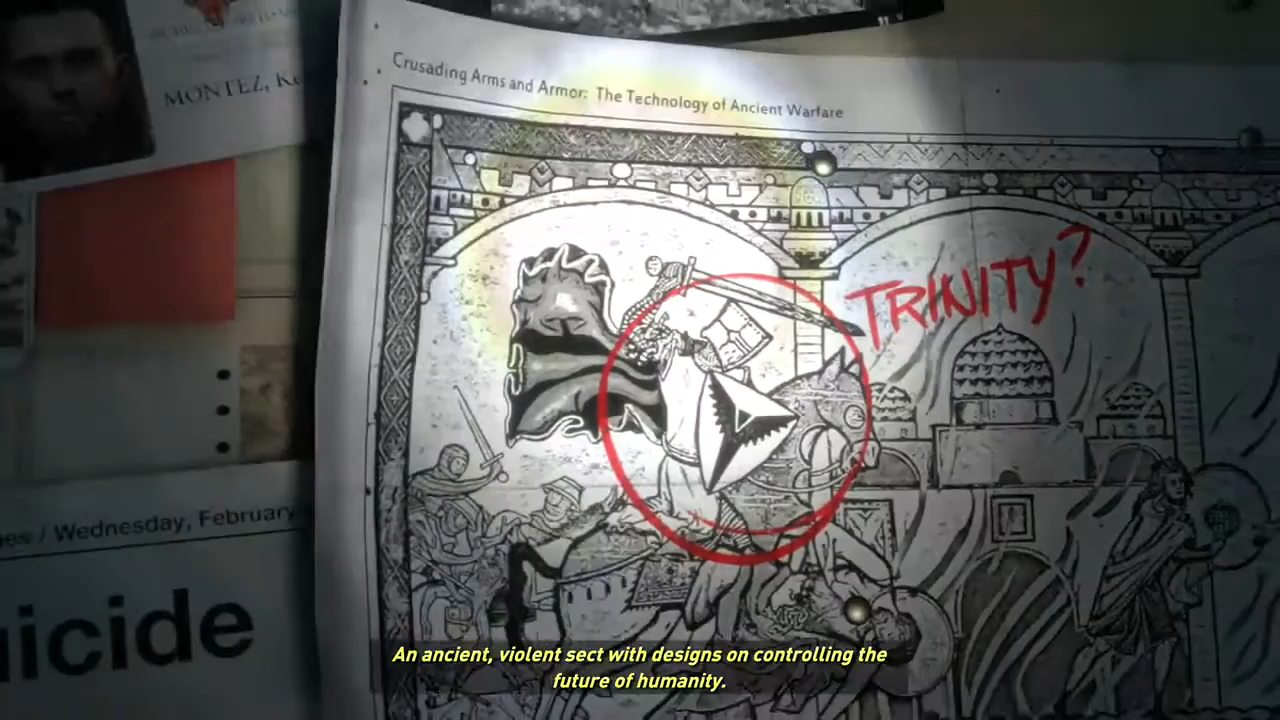 MONTEZ,
Crusading Arms and Armor: The Technology of Ancient Warfare
TRINITY?
/ Wednesday, February
An ancient, violent sect with designs on controlling the
future of humanity.